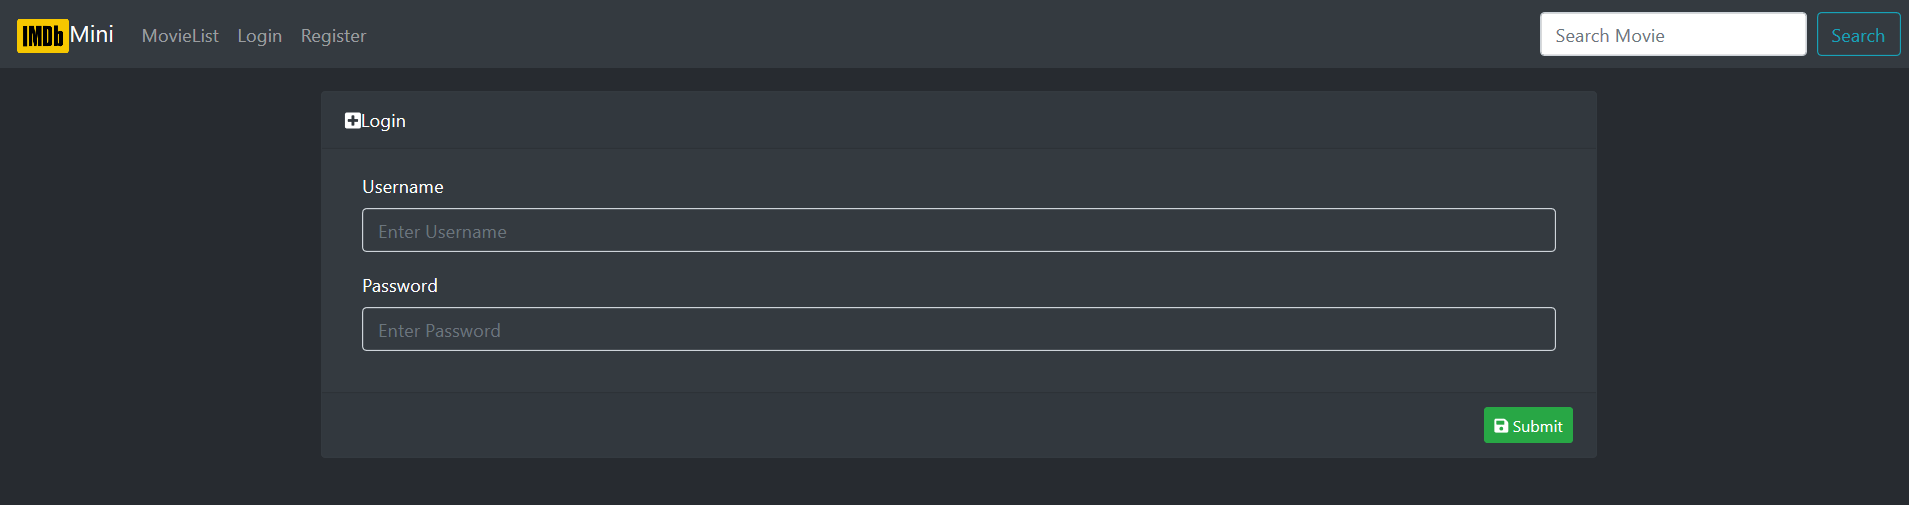 IMDb Mini MovieList Login Register Search Movie Search
Login
Username
Enter Username
Password
Enter Password
Submit